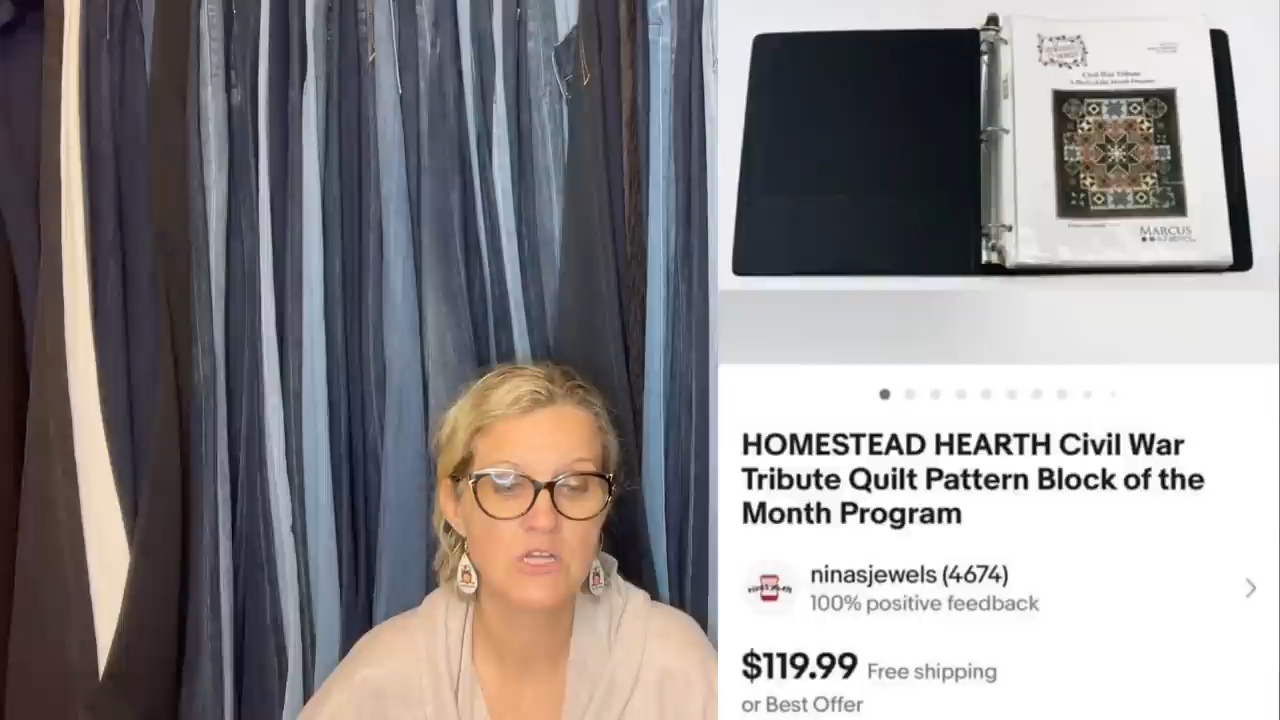 Civil War Tribute
MARCUS
HOMESTEAD HEARTH Civil War
Tribute Quilt Pattern Block of the
Month Program
ninasjewels (4674)
100% positive feedback
$119.99 Free shipping
or Best Offer